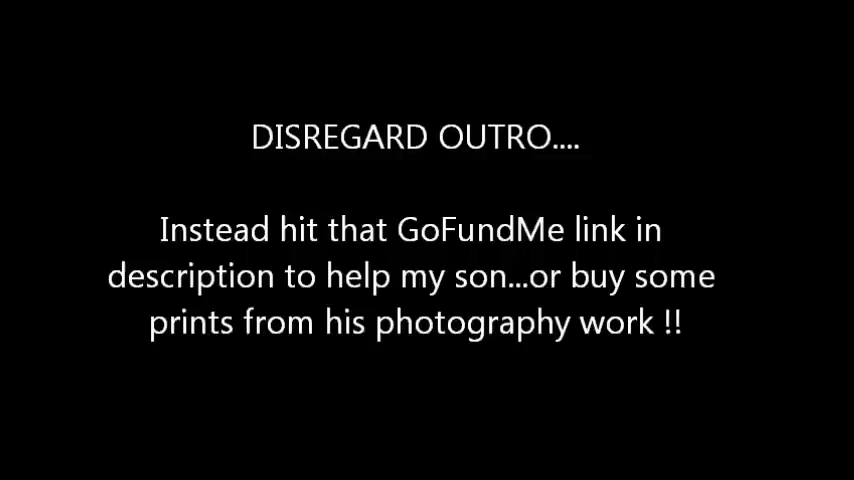 DISREGARD OUTRO....
Instead hit that GoFundMe link in
description to help my son...or buy some
prints from his photography work !!